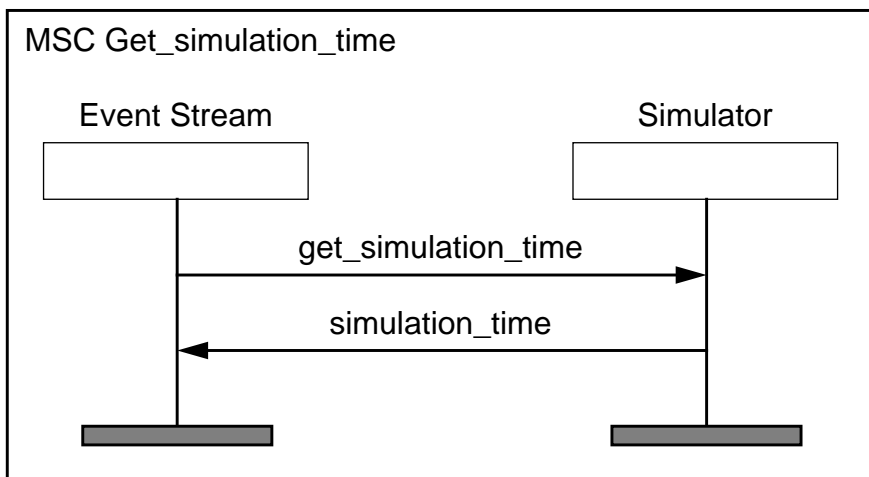 MSC Get_simulation_time
Event Stream
Simulator
get_simulation_time
simulation_time